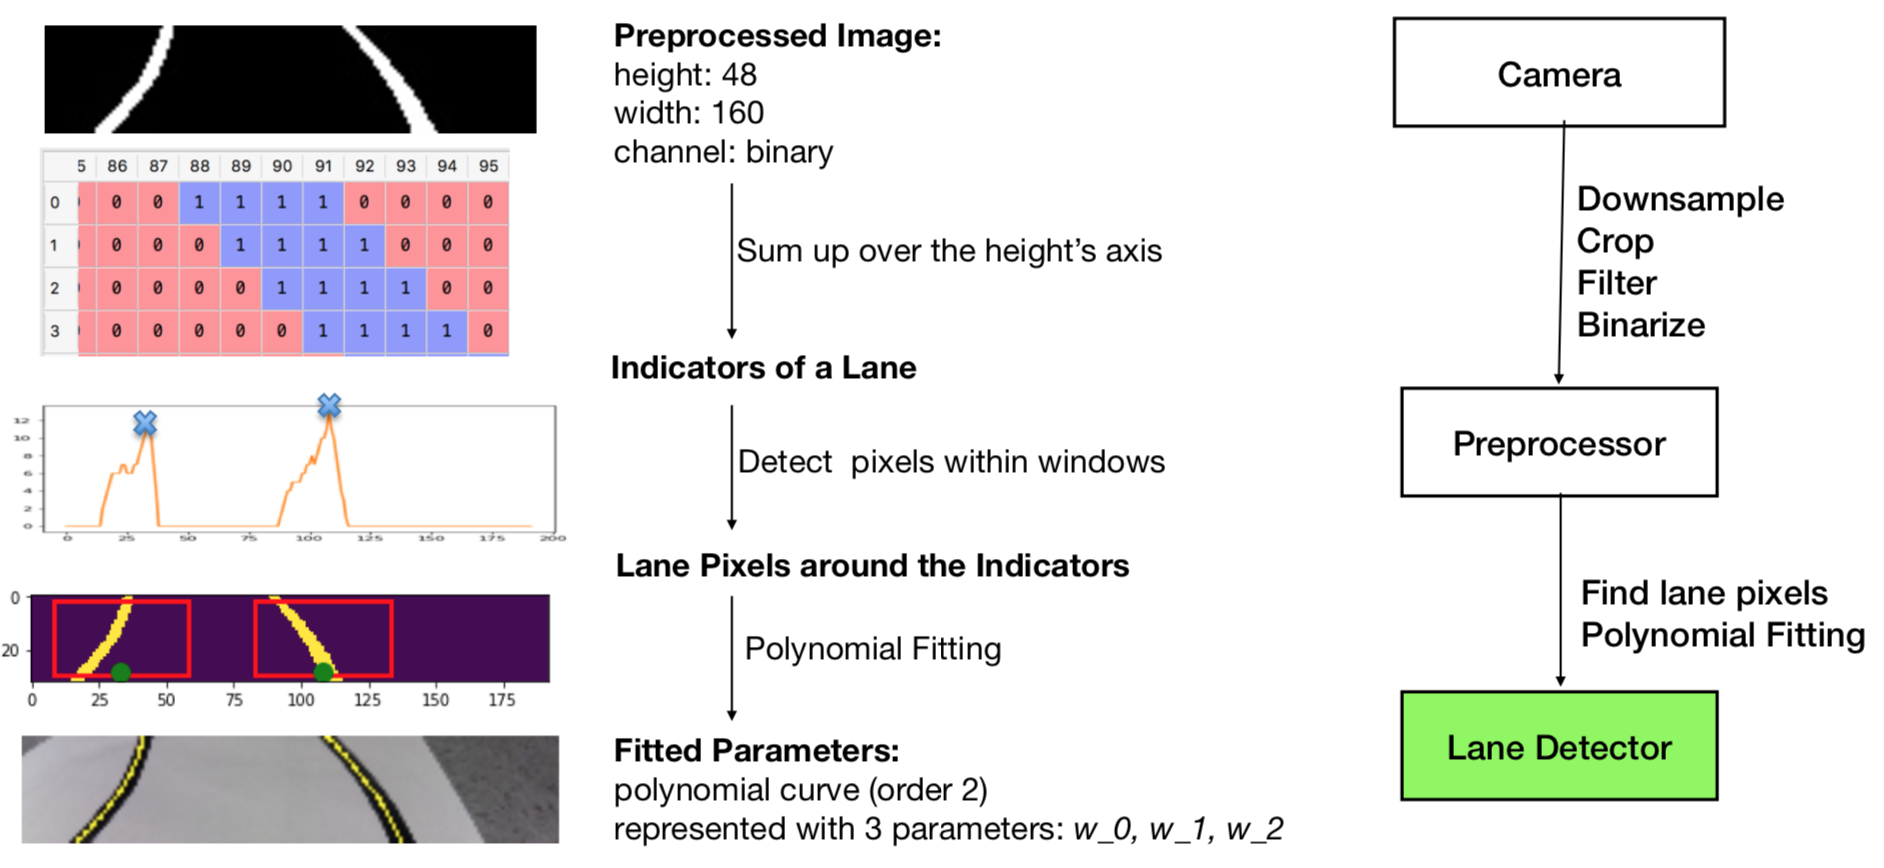 Preprocessed Image:
height: 48
width: 160
channel: binary
Sum up over the height's axis
Indicators of a Lane
Detect pixels within windows
Lane Pixels around the Indicators
Polynomial Fitting
Fitted Parameters:
polynomial curve (order 2)
represented with 3 parameters: w_0, w_1, w_2
5 86 87 88 89 90 91 92 93 94 95
0 0 0 1 1 1 1 0 0 0 0
1 0 0 0 1 1 1 1 0 0 0
2 0 0 0 0 1 1 1 1 0 0
3 0 0 0 0 0 1 1 1 1 0
12
10
8
6
4
2
0
0 25 50 75 100 125 150 175 200
0
20
0 25 50 75 100 125 150 175
Camera
Downsample
Crop
Filter
Binarize
Preprocessor
Find lane pixels
Polynomial Fitting
Lane Detector